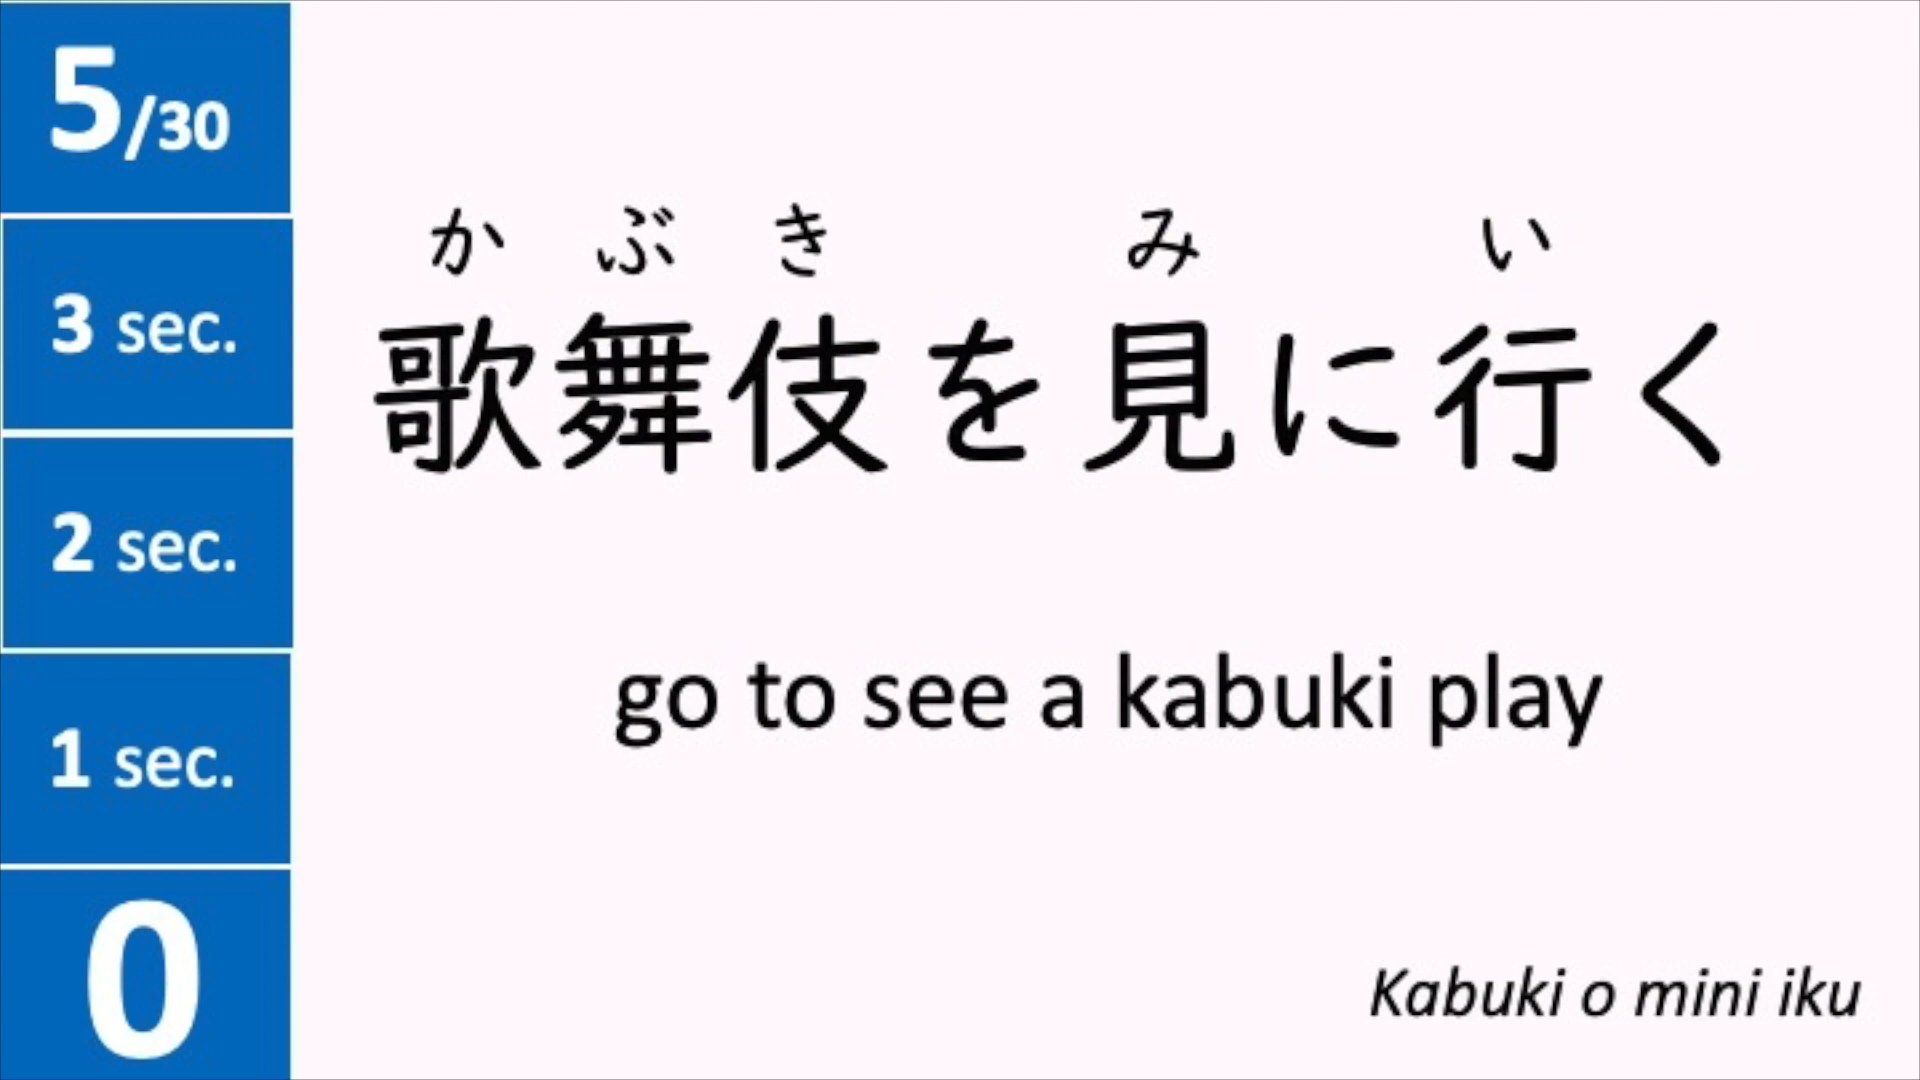 5/30
3 sec.
2 sec.
1 sec.
0
か ぶ き み い
歌舞伎を見に行く
go to see a kabuki play
Kabuki o mini iku